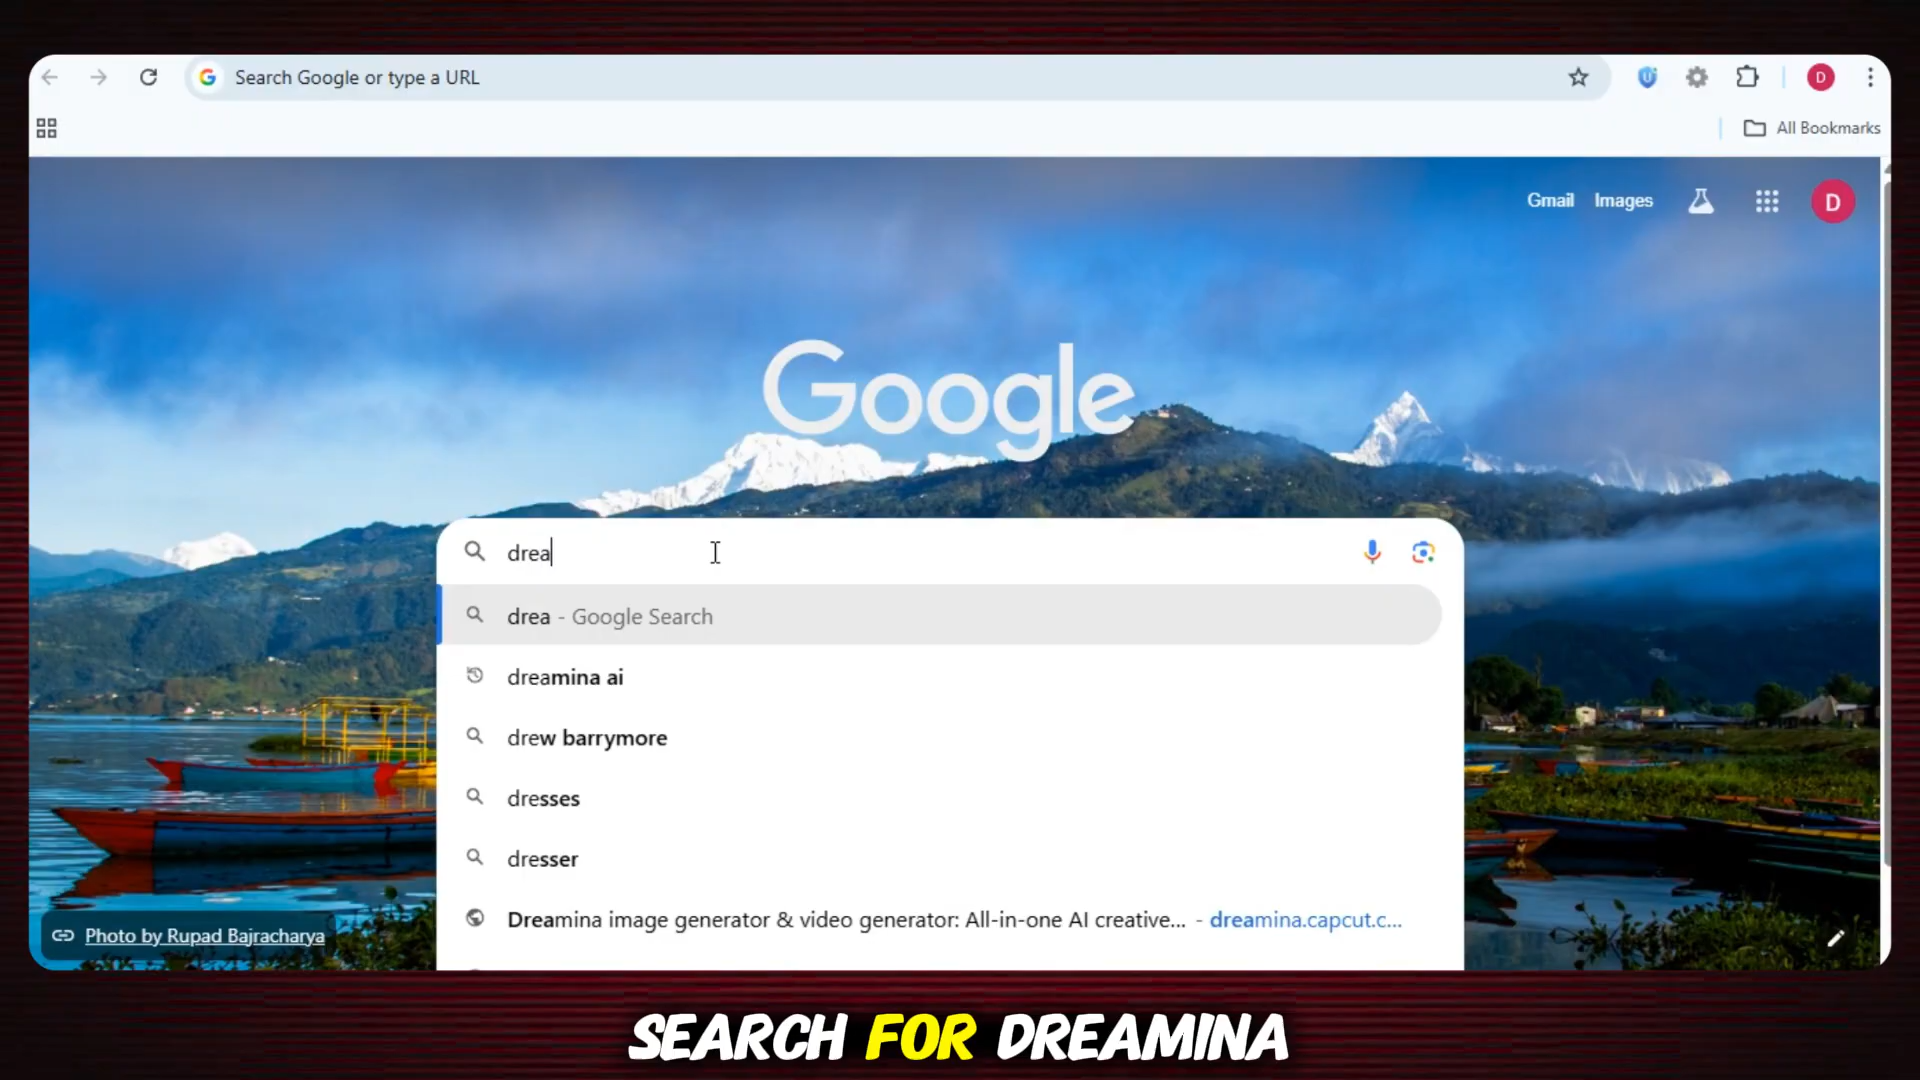 Search Google or type a URL
D
All Bookmarks
Gmail Images
D
Google
drea
drea - Google Search
dreamina ai
drew barrymore
dresses
dresser
Dreamina image generator & video generator: All-in-one AI creative... - dreamina.capcut.c...
Photo by Rupad Bajracharya
SEARCH FOR DREAMINA